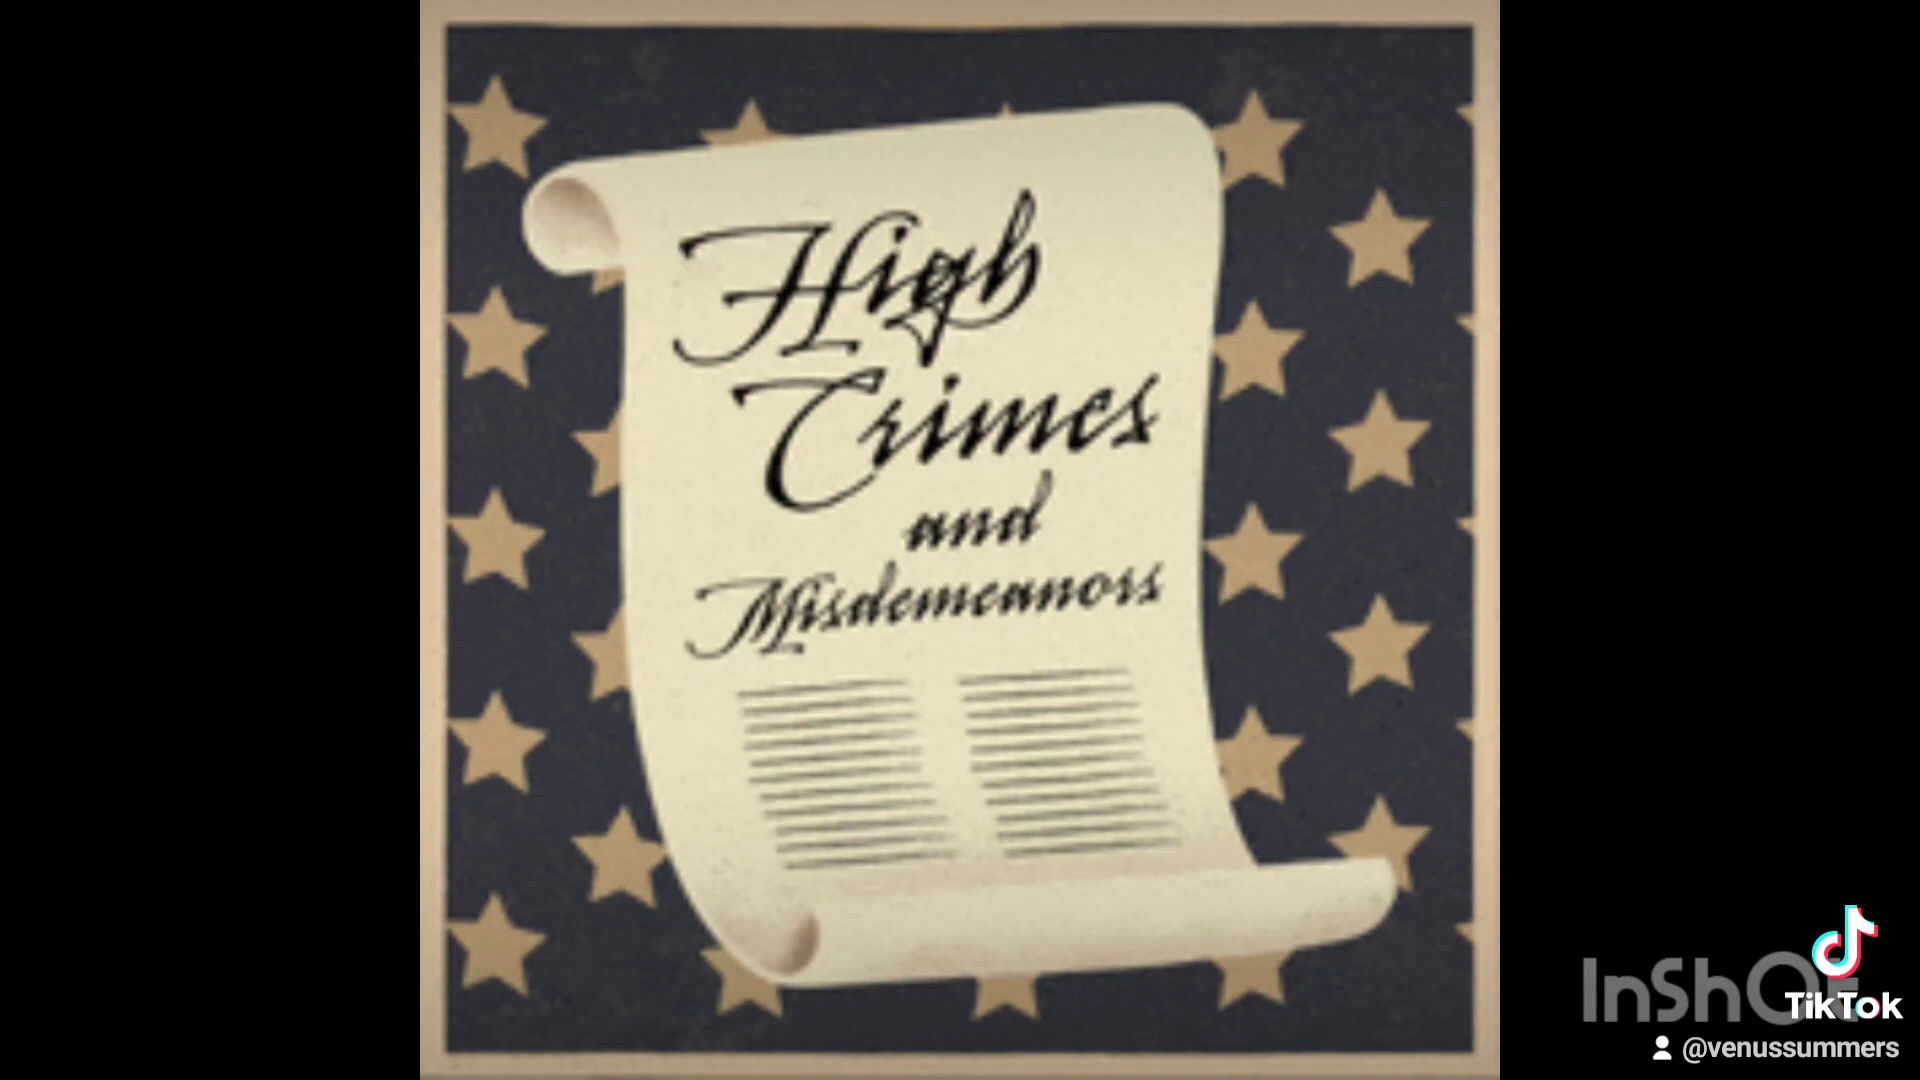 High
Crimes
and
Misdemeanors
InShOt
TikTok
@venussummers